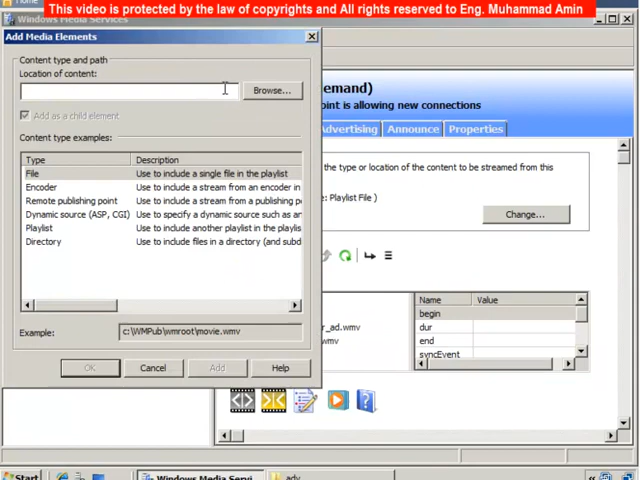 Home
This video is protected by the law of copyrights and All rights reserved to Eng. Muhammad Amin
Windows Media Services
Add Media Elements
Content type and path
Location of content:
Browse...
Add as a child element
Content type examples:
Type Description
File Use to include a single file in the playlist
Encoder Use to include a stream from an encoder in
Remote publishing point Use to include a stream from a publishing p
Dynamic source (ASP, CGI) Use to specify a dynamic source such as an
Playlist Use to include another playlist in the playlis
Directory Use to include files in a directory (and subd
Example: c:\WMPub\wmroot\movie.wmv
OK Cancel Add Help
emand)
point is allowing new connections
Advertising Announce Properties
the type or location of the content to be streamed from this
: Playlist File )
Change...
Name Value
begin
dur
end
syncEvent
r_ad.wmv
.wmv
Start
Windows Media Servi...
adv